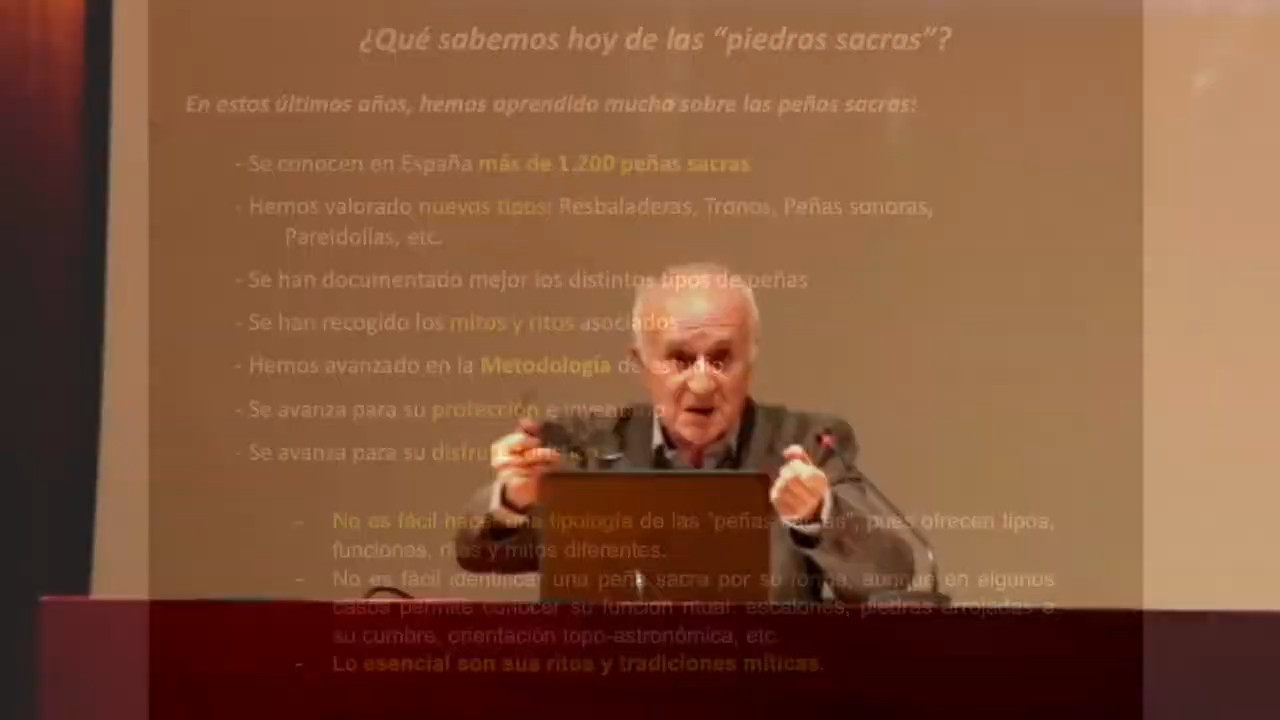 ¿Qué sabemos hoy de las “piedras sacras”?
En estos últimos años, hemos aprendido mucho sobre las peñas sacras:
- Se conocen en España más de 1.200 peñas sacras
- Hemos valorado nuevos tipos: Resbaladeras, Tronos, Peñas sonoras,
Pareidolias, etc.
- Se han documentado mejor los distintos tipos de peñas
- Se han recogido los mitos y ritos asociados
- Hemos avanzado en la Metodología de
- Se avanza para su protección e inventario
- Se avanza para su
- No es fácil hacer una tipología de las "peñas sacras", pues ofrecen tipos,
funciones, ritos y mitos diferentes.
- No es fácil identificar una peña sacra por su forma, aunque en algunos
casos permite conocer su función ritual: escalones, piedras arrojadas a
su cumbre, orientación topo-astronómica, etc.
- Lo esencial son sus ritos y tradiciones míticas.